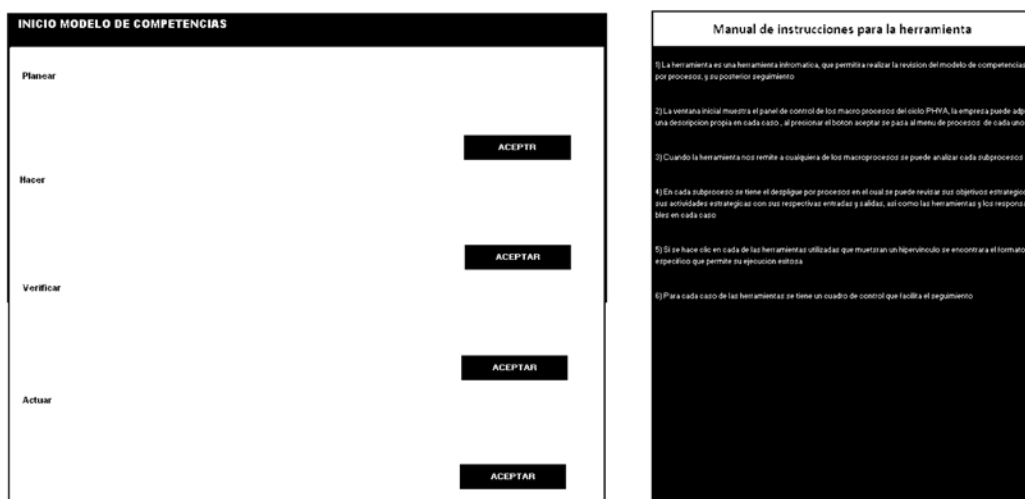 INICIO MODELO DE COMPETENCIAS
Planear
ACEPTR
Hacer
ACEPTAR
Verificar
ACEPTAR
Actuar
ACEPTAR
Manual de instrucciones para la herramienta
1) La herramienta es una herramienta infromatica, que permitira realizar la revision del modelo de competencias
por procesos, y su posterior seguimiento
2) La ventana inicial muestra el panel de control de los macro procesos del ciclo PHVA, la empresa puede adp
una descripcion propia en cada caso , al precionar el boton aceptar se pasa al menu de procesos de cada uno
3) Cuando la herramienta nos remite a cualquiera de los macroprocesos se puede analizar cada subprocesos
4) En cada subproceso se tiene el despligue por procesos en el cual se puede revisar sus objetivos estrategico
sus actividades estrategicas con sus respectivas entradas y salidas, asi como las herramientas y los responsa
bles en cada caso
5) Si se hace clic en cada de las herramientas utilizadas que muetsran un hipervinculo se encontrara el formato
especifico que permite su ejecucion exitosa
6) Para cada caso de las herramientas se tiene un cuadro de control que facilita el seguimiento